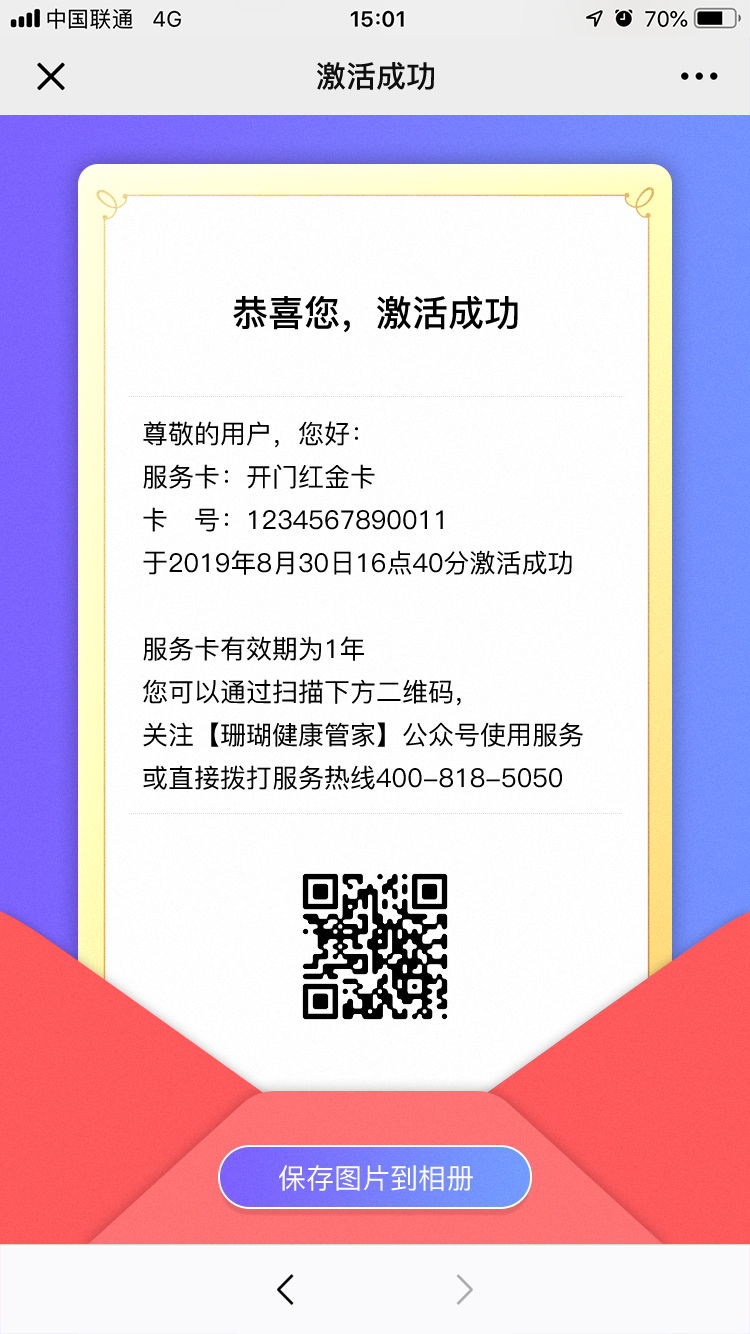 中国联通 4G 15:01 70%
激活成功
恭喜您，激活成功
尊敬的用户，您好：
服务卡：开门红金卡
卡　号：1234567890011
于2019年8月30日16点40分激活成功
服务卡有效期为1年
您可以通过扫描下方二维码，
关注【珊瑚健康管家】公众号使用服务
或直接拨打服务热线400-818-5050
保存图片到相册